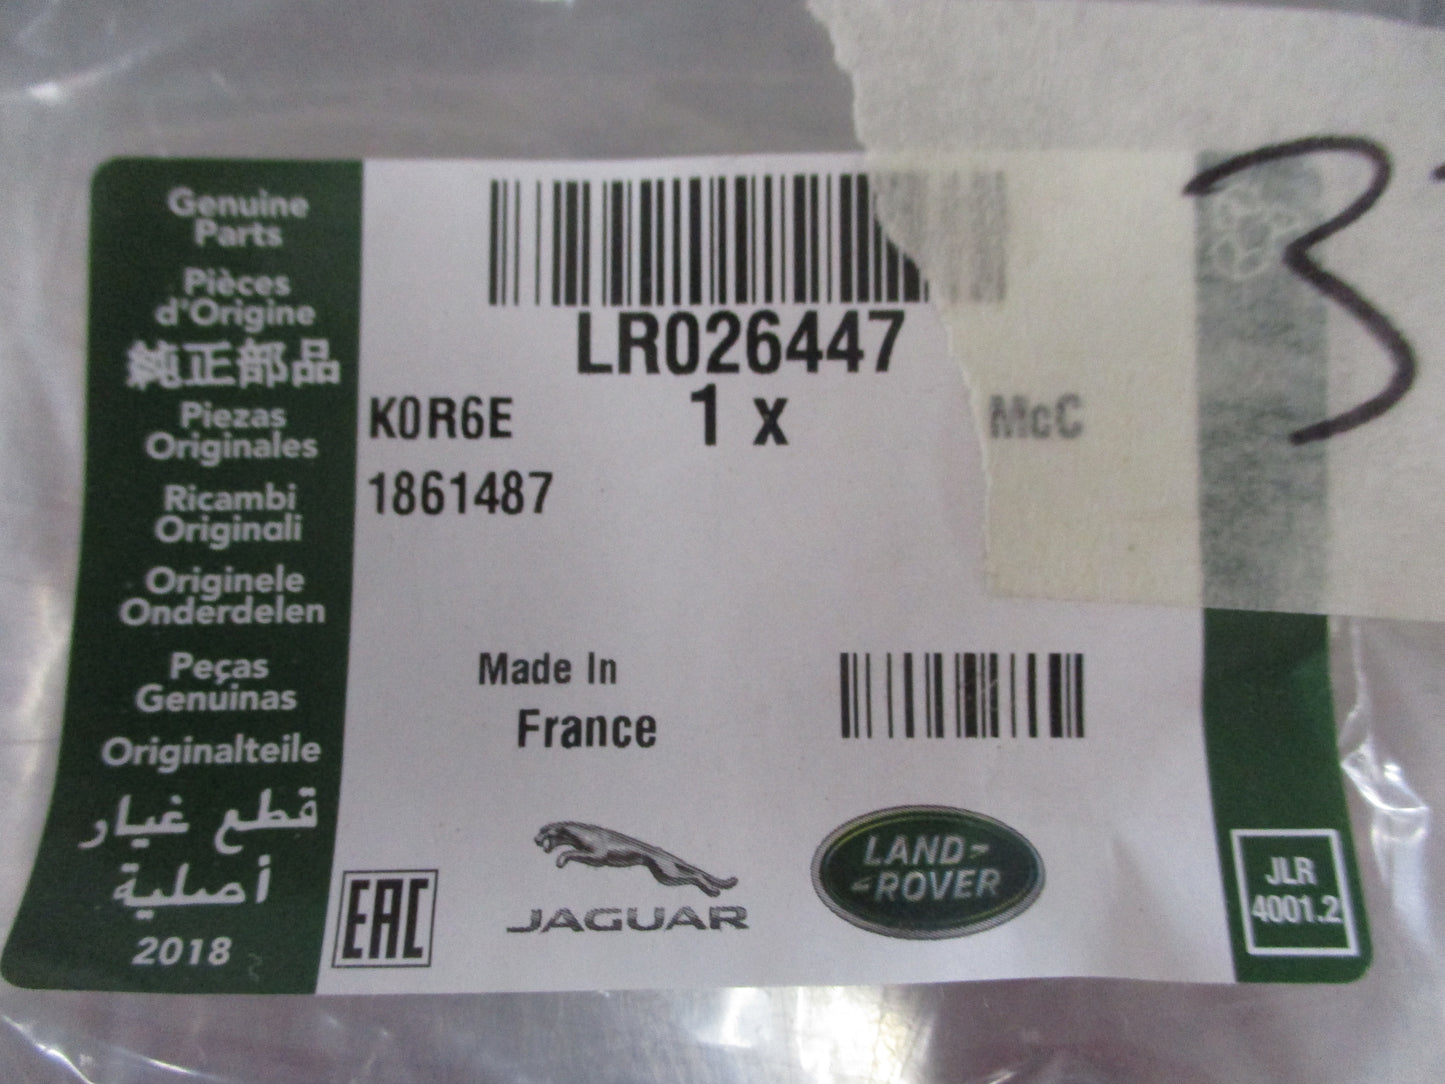 Genuine
Parts
Pièces
d'Origine
純正部品
Piezas
Originales
Ricambi
Originali
Originele
Onderdelen
Peças
Genuinas
Originalteile
قطع غيار
أصلية
2018
LR026447
K0R6E 1 x McC
1861487
Made In
France
EAC
JAGUAR
LAND-
-ROVER
JLR
4001.2
3